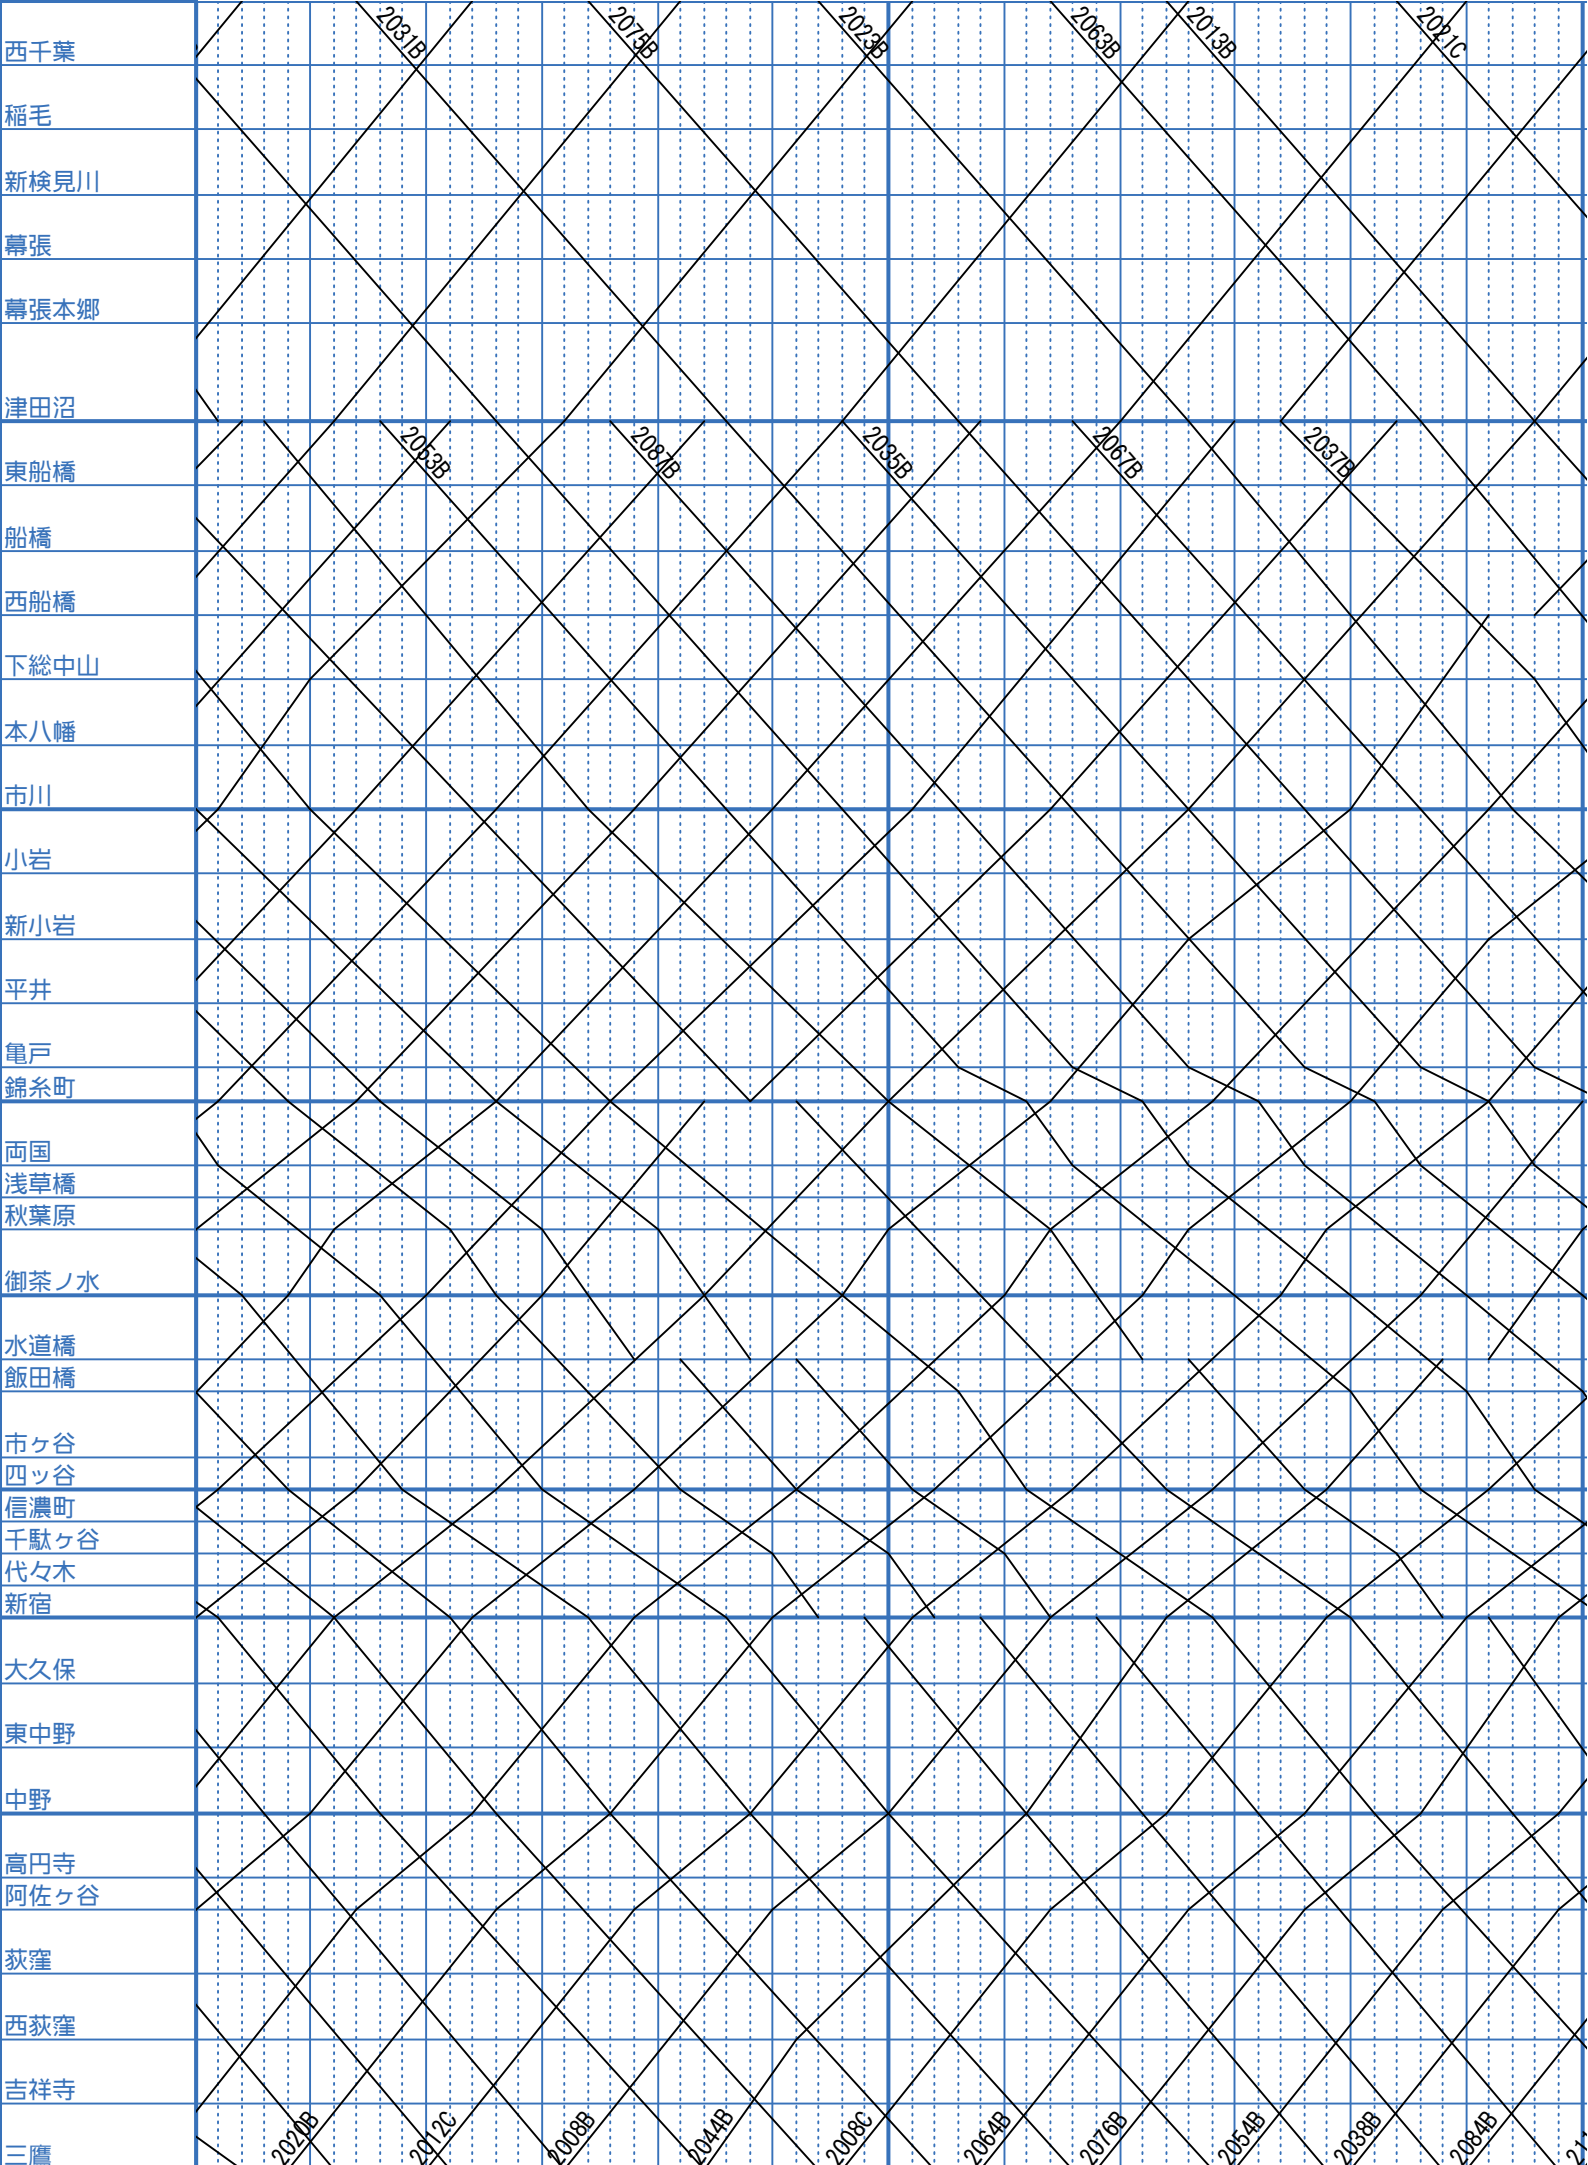 2031B
2075B
2023B
2063B
2013B
2021C
西千葉
稲毛
新検見川
幕張
幕張本郷
津田沼
2053B
2087B
2035B
2067B
2037B
東船橋
船橋
西船橋
下総中山
本八幡
市川
小岩
新小岩
平井
亀戸
錦糸町
両国
浅草橋
秋葉原
御茶ノ水
水道橋
飯田橋
市ヶ谷
四ッ谷
信濃町
千駄ヶ谷
代々木
新宿
大久保
東中野
中野
高円寺
阿佐ヶ谷
荻窪
西荻窪
吉祥寺
三鷹
2020B
2012C
2008B
2044B
2008C
2064B
2076B
2054B
2038B
2084B